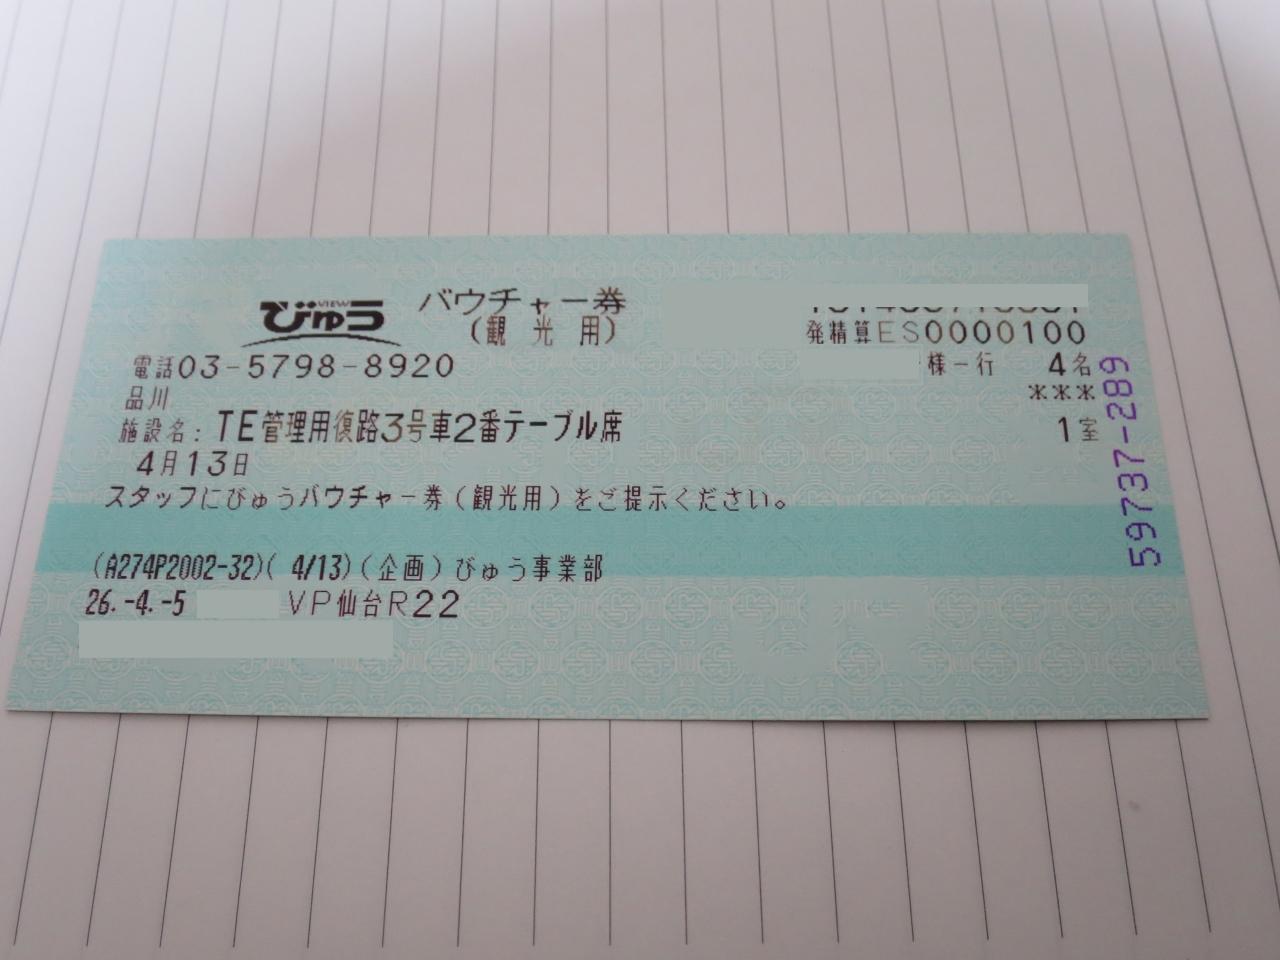 VIEW
びゅう
バウチャー券
(観 光 用)
発精算ES0000100
電話03-5798-8920
様一行 4名
品川
***
施設名: TE管理用復路3号車2番テーブル席
1室
4月13日
スタッフにびゅうバウチャー券(観光用)をご提示ください。
(A274P2002-32)( 4/13)(企画)びゅう事業部
26.-4.-5 VP仙台R22
59737-289